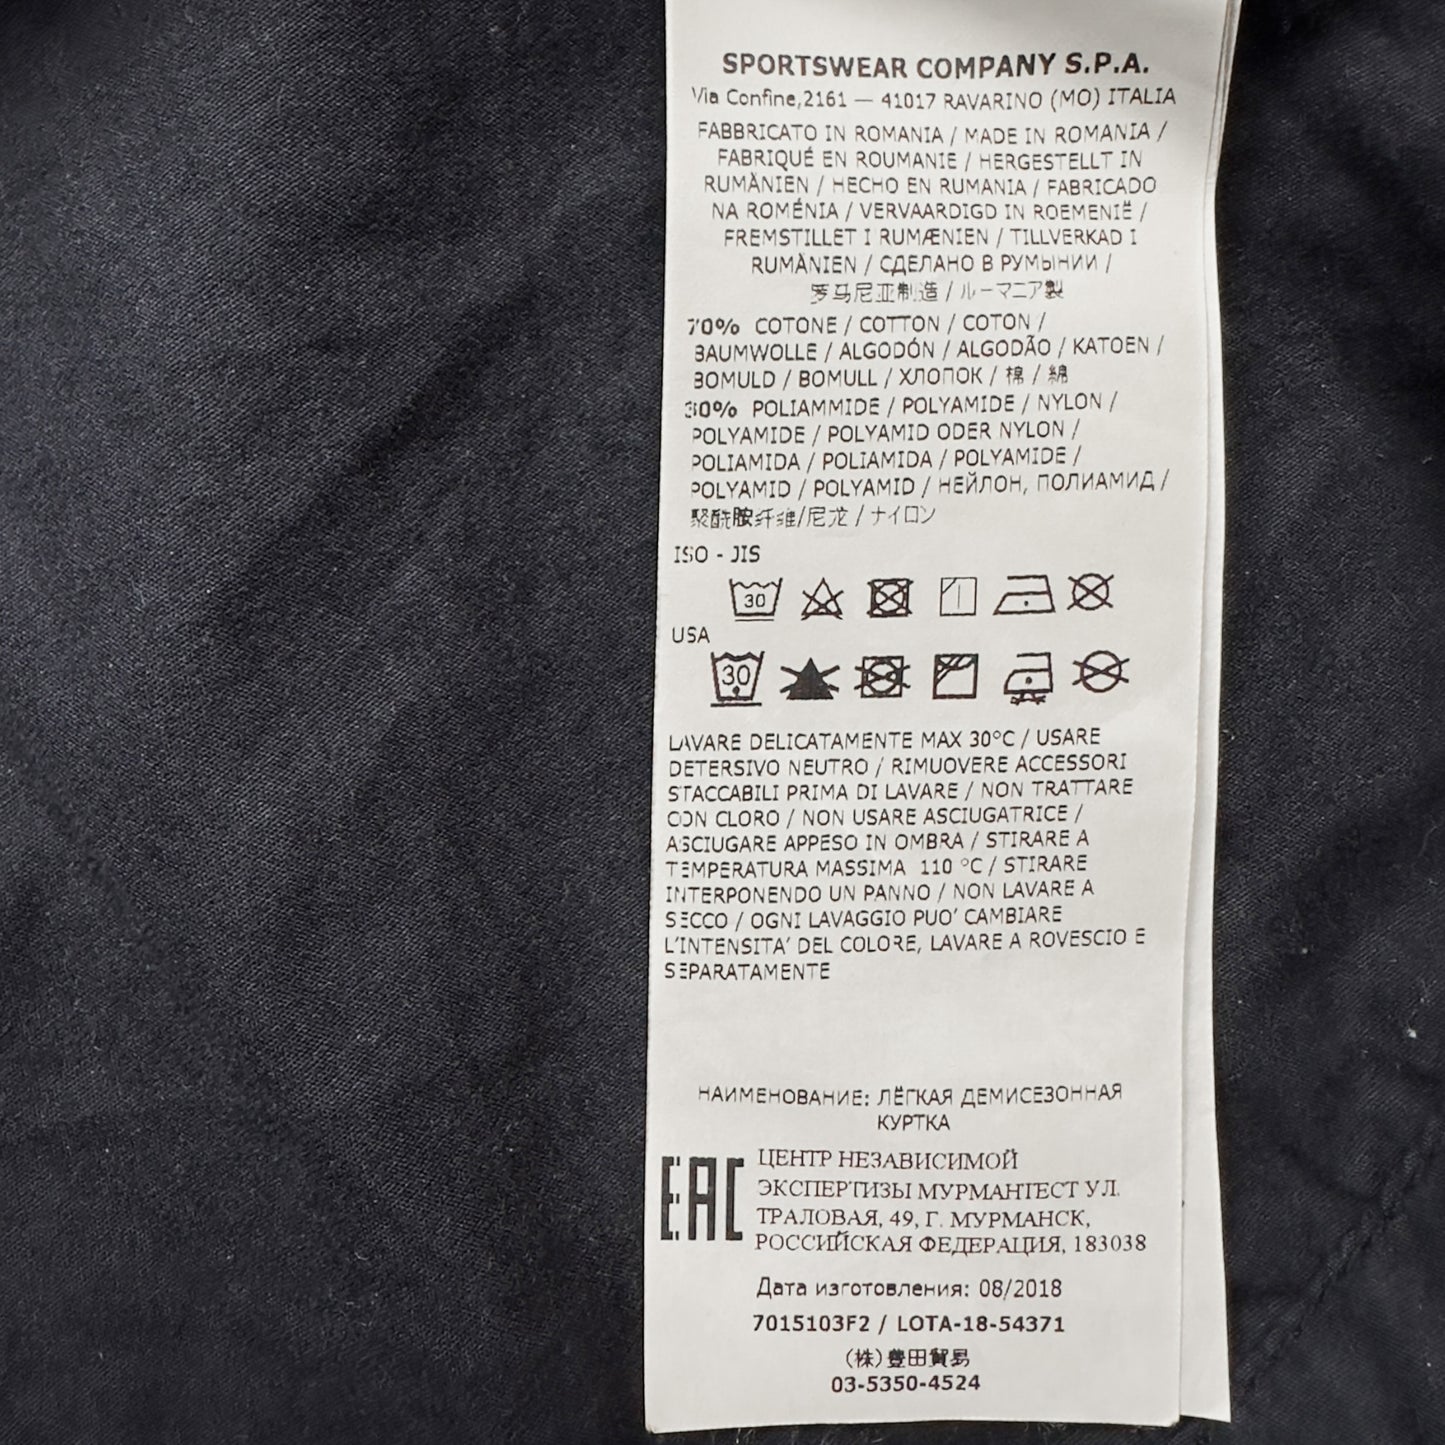 SPORTSWEAR COMPANY S.P.A.
Via Confine,2161 — 41017 RAVARINO (MO) ITALIA
FABBRICATO IN ROMANIA / MADE IN ROMANIA /
FABRIQUÉ EN ROUMANIE / HERGESTELLT IN
RUMÄNIEN / HECHO EN RUMANIA / FABRICADO
NA ROMÉNIA / VERVAARDIGD IN ROEMENIË /
FREMSTILLET I RUMÆNIEN / TILLVERKAD I
RUMÄNIEN / СДЕЛАНО В РУМЫНИИ /
罗马尼亚制造 / ルーマニア製
70% COTONE / COTTON / COTON /
BAUMWOLLE / ALGODÓN / ALGODÃO / KATOEN /
BOMULD / BOMULL / ХЛОПОК / 棉 / 綿
30% POLIAMMIDE / POLYAMIDE / NYLON /
POLYAMIDE / POLYAMID ODER NYLON /
POLIAMIDA / POLIAMIDA / POLYAMIDE /
POLYAMID / POLYAMID / НЕЙЛОН, ПОЛИАМИД /
聚酰胺纤维/尼龙 / ナイロン
ISO - JIS
30
USA
30
LAVARE DELICATAMENTE MAX 30°C / USARE
DETERSIVO NEUTRO / RIMUOVERE ACCESSORI
STACCABILI PRIMA DI LAVARE / NON TRATTARE
CON CLORO / NON USARE ASCIUGATRICE /
ASCIUGARE APPESO IN OMBRA / STIRARE A
TEMPERATURA MASSIMA 110 °C / STIRARE
INTERPONENDO UN PANNO / NON LAVARE A
SECCO / OGNI LAVAGGIO PUO' CAMBIARE
L'INTENSITA' DEL COLORE, LAVARE A ROVESCIO E
SEPARATAMENTE
НАИМЕНОВАНИЕ: ЛЁГКАЯ ДЕМИСЕЗОННАЯ
КУРТКА
EAC
ЦЕНТР НЕЗАВИСИМОЙ
ЭКСПЕРТИЗЫ МУРМАНТЕСТ УЛ.
ТРАЛОВАЯ, 49, Г. МУРМАНСК,
РОССИЙСКАЯ ФЕДЕРАЦИЯ, 183038
Дата изготовления: 08/2018
7015103F2 / LOTA-18-54371
(株)豊田貿易
03-5350-4524